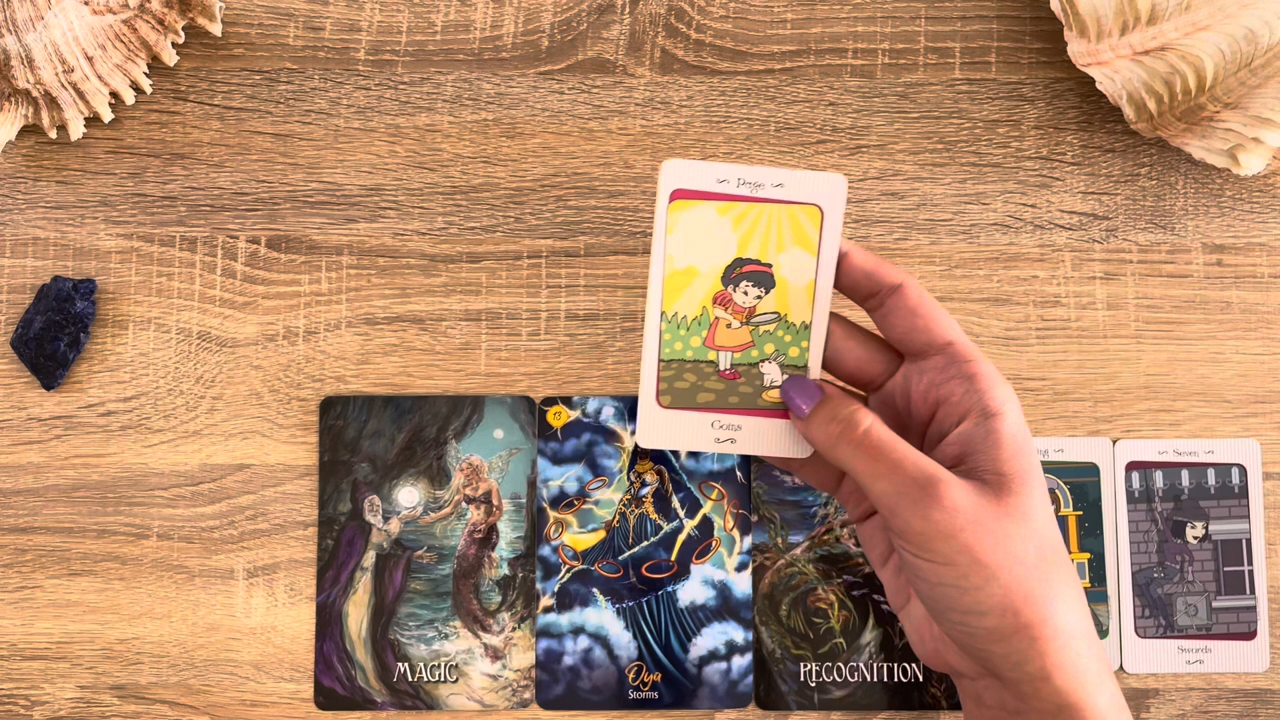 Page
Coins
13
MAGIC
Oya
Storms
RECOGNITION
Seven
Swords